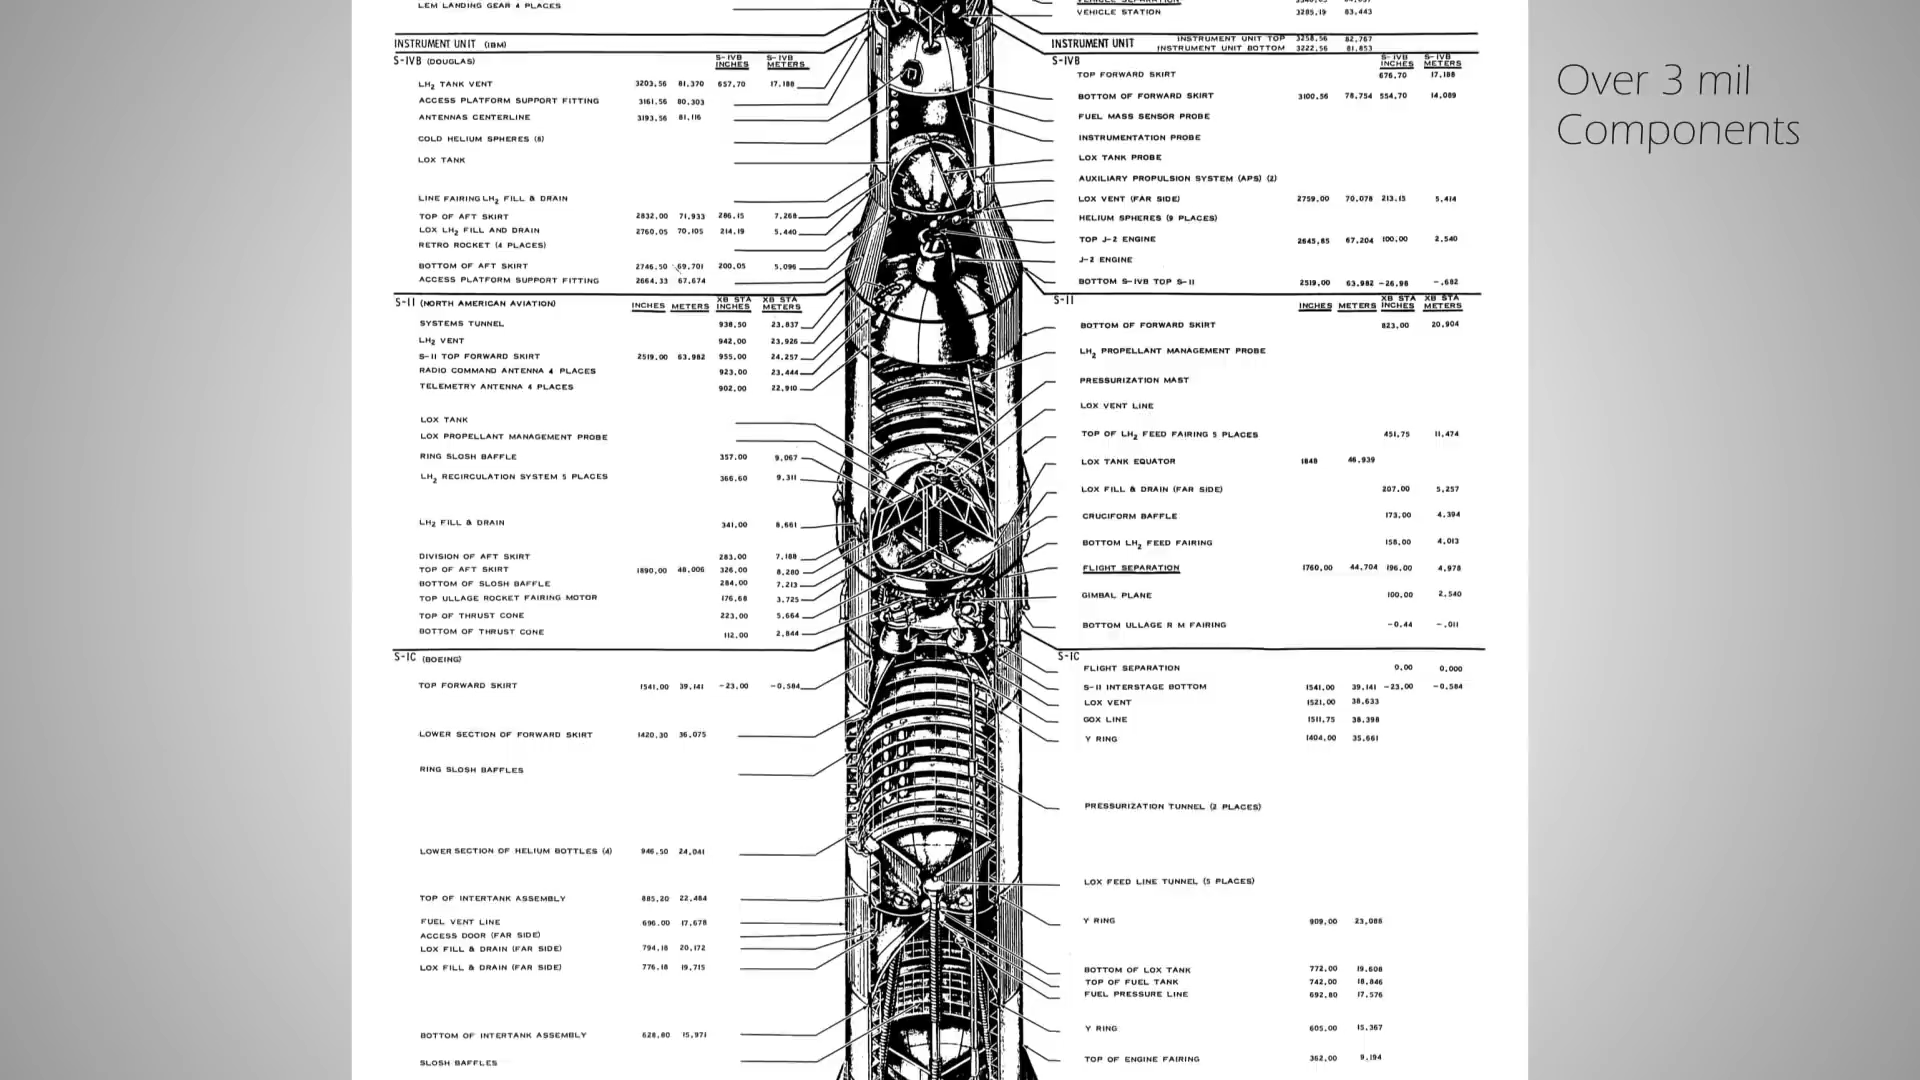 LEM LANDING GEAR 4 PLACES
INSTRUMENT UNIT (IBM)
S-IVB (DOUGLAS)
S-IVB INCHES
S-IVB METERS
LH2 TANK VENT 3203,56 81,370 657,70 17,188
ACCESS PLATFORM SUPPORT FITTING 3161,56 80,303
ANTENNAS CENTERLINE 3193,56 81,116
COLD HELIUM SPHERES (8)
LOX TANK
LINE FAIRING LH2 FILL & DRAIN
TOP OF AFT SKIRT 2832,00 71,933 286,15 7,268
LOX LH2 FILL AND DRAIN 2760,05 70,105 214,19 5,440
RETRO ROCKET (4 PLACES)
BOTTOM OF AFT SKIRT 2746,50 69,701 200,05 5,096
ACCESS PLATFORM SUPPORT FITTING 2664,33 67,674
S-II (NORTH AMERICAN AVIATION)
INCHES METERS XB STA INCHES XB STA METERS
SYSTEMS TUNNEL 938,50 23,837
LH2 VENT 942,00 23,926
S-II TOP FORWARD SKIRT 2519,00 63,982 955,00 24,257
RADIO COMMAND ANTENNA 4 PLACES 923,00 23,444
TELEMETRY ANTENNA 4 PLACES 902,00 22,910
LOX TANK
LOX PROPELLANT MANAGEMENT PROBE
RING SLOSH BAFFLE 357,00 9,067
LH2 RECIRCULATION SYSTEM 5 PLACES 366,60 9,311
LH2 FILL & DRAIN 341,00 8,661
DIVISION OF AFT SKIRT 283,00 7,188
TOP OF AFT SKIRT 1890,00 48,006 326,00 8,280
BOTTOM OF SLOSH BAFFLE 284,00 7,213
TOP ULLAGE ROCKET FAIRING MOTOR 176,68 3,725
TOP OF THRUST CONE 223,00 5,664
BOTTOM OF THRUST CONE 112,00 2,844
S-IC (BOEING)
TOP FORWARD SKIRT 1541,00 39,141 -23,00 -0,584
LOWER SECTION OF FORWARD SKIRT 1420,30 36,075
RING SLOSH BAFFLES
LOWER SECTION OF HELIUM BOTTLES (4) 946,50 24,041
TOP OF INTERTANK ASSEMBLY 885,20 22,484
FUEL VENT LINE 696,00 17,678
ACCESS DOOR (FAR SIDE)
LOX FILL & DRAIN (FAR SIDE) 794,18 20,172
LOX FILL & DRAIN (FAR SIDE) 776,18 19,715
BOTTOM OF INTERTANK ASSEMBLY 628,80 15,971
SLOSH BAFFLES
VEHICLE STATION 3285,19 83,443
INSTRUMENT UNIT
INSTRUMENT UNIT TOP 3258,56 82,767
INSTRUMENT UNIT BOTTOM 3222,56 81,853
S-IVB
S-IVB INCHES
S-IVB METERS
TOP FORWARD SKIRT 676,70 17,188
BOTTOM OF FORWARD SKIRT 3100,56 78,754 554,70 14,089
FUEL MASS SENSOR PROBE
INSTRUMENTATION PROBE
LOX TANK PROBE
AUXILIARY PROPULSION SYSTEM (APS) (2)
LOX VENT (FAR SIDE) 2759,00 70,078 213,15 5,414
HELIUM SPHERES (9 PLACES)
TOP J-2 ENGINE 2645,85 67,204 100,00 2,540
J-2 ENGINE
BOTTOM S-IVB TOP S-II 2519,00 63,982 -26,98 -,682
S-II
INCHES METERS XB STA INCHES XB STA METERS
BOTTOM OF FORWARD SKIRT 823,00 20,904
LH2 PROPELLANT MANAGEMENT PROBE
PRESSURIZATION MAST
LOX VENT LINE
TOP OF LH2 FEED FAIRING 5 PLACES 451,75 11,474
LOX TANK EQUATOR 1848 46,939
LOX FILL & DRAIN (FAR SIDE) 207,00 5,257
CRUCIFORM BAFFLE 173,00 4,394
BOTTOM LH2 FEED FAIRING 158,00 4,013
FLIGHT SEPARATION 1760,00 44,704 196,00 4,978
GIMBAL PLANE 100,00 2,540
BOTTOM ULLAGE R M FAIRING -0,44 -,011
S-IC
FLIGHT SEPARATION 0,00 0,000
S-II INTERSTAGE BOTTOM 1541,00 39,141 -23,00 -0,584
LOX VENT 1521,00 38,633
GOX LINE 1511,75 38,398
Y RING 1404,00 35,661
PRESSURIZATION TUNNEL (2 PLACES)
LOX FEED LINE TUNNEL (5 PLACES)
Y RING 909,00 23,086
BOTTOM OF LOX TANK 772,00 19,608
TOP OF FUEL TANK 742,00 18,846
FUEL PRESSURE LINE 692,80 17,576
Y RING 605,00 15,367
TOP OF ENGINE FAIRING 362,00 9,194
Over 3 mil
Components